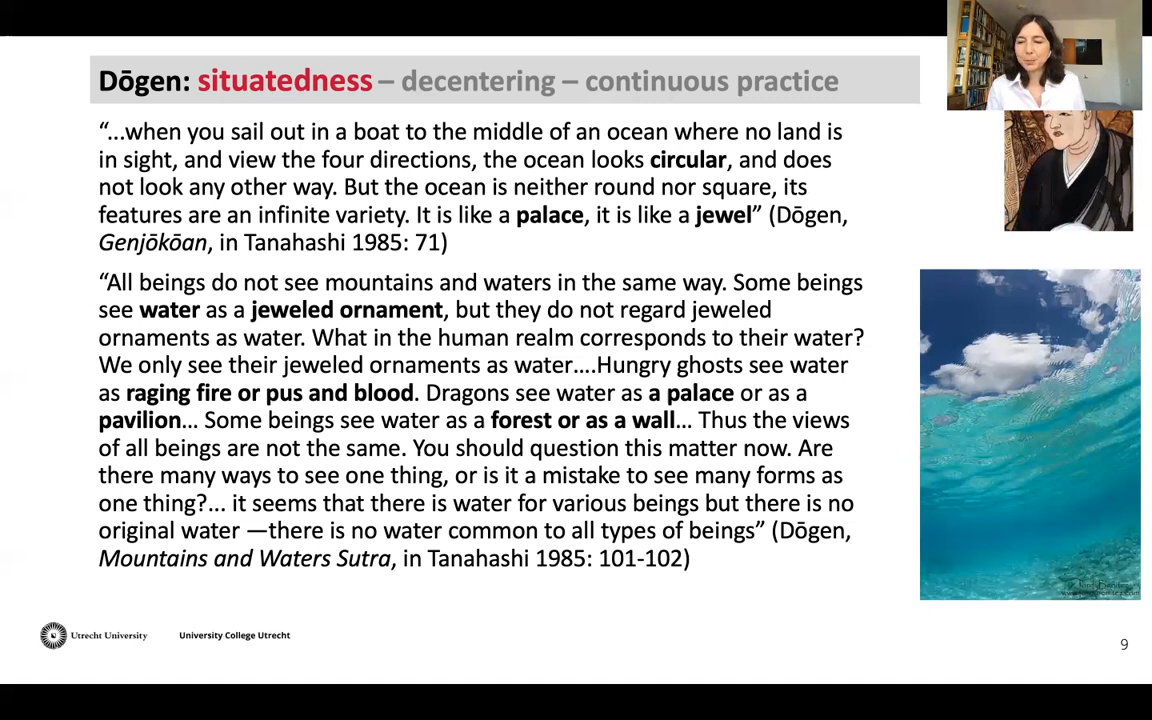 Dōgen: situatedness – decentering – continuous practice
“...when you sail out in a boat to the middle of an ocean where no land is
in sight, and view the four directions, the ocean looks circular, and does
not look any other way. But the ocean is neither round nor square, its
features are an infinite variety. It is like a palace, it is like a jewel” (Dōgen,
Genjōkōan, in Tanahashi 1985: 71)
“All beings do not see mountains and waters in the same way. Some beings
see water as a jeweled ornament, but they do not regard jeweled
ornaments as water. What in the human realm corresponds to their water?
We only see their jeweled ornaments as water….Hungry ghosts see water
as raging fire or pus and blood. Dragons see water as a palace or as a
pavilion… Some beings see water as a forest or as a wall… Thus the views
of all beings are not the same. You should question this matter now. Are
there many ways to see one thing, or is it a mistake to see many forms as
one thing?... it seems that there is water for various beings but there is no
original water —there is no water common to all types of beings” (Dōgen,
Mountains and Waters Sutra, in Tanahashi 1985: 101-102)
Utrecht University
University College Utrecht
9